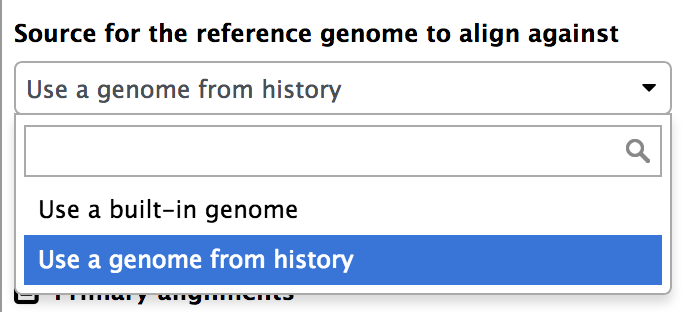 Source for the reference genome to align against
Use a genome from history
Use a built-in genome
Use a genome from history
Primary alignments